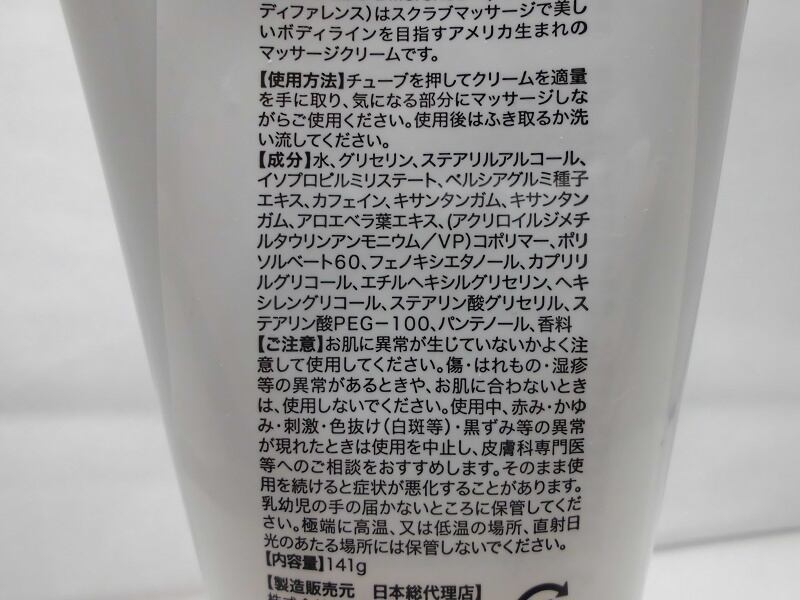 ディファレンス)はスクラブマッサージで美し
いボディラインを目指すアメリカ生まれの
マッサージクリームです。
【使用方法】チューブを押してクリームを適量
を手に取り、気になる部分にマッサージしな
がらご使用ください。使用後はふき取るか洗
い流してください。
【成分】水、グリセリン、ステアリルアルコール、
イソプロピルミリステート、ペルシアグルミ種子
エキス、カフェイン、キサンタンガム、キサンタン
ガム、アロエベラ葉エキス、(アクリロイルジメチ
ルタウリンアンモニウム/VP)コポリマー、ポリ
ソルベート60、フェノキシエタノール、カプリリ
ルグリコール、エチルヘキシルグリセリン、ヘキ
シレングリコール、ステアリン酸グリセリル、ス
テアリン酸PEG-100、パンテノール、香料
【ご注意】お肌に異常が生じていないかよく注
意して使用してください。傷・はれもの・湿疹
等の異常があるときや、お肌に合わないとき
は、使用しないでください。使用中、赤み・かゆ
み・刺激・色抜け(白斑等)・黒ずみ等の異常
が現れたときは使用を中止し、皮膚科専門医
等へのご相談をおすすめします。そのまま使
用を続けると症状が悪化することがあります。
乳幼児の手の届かないところに保管してくだ
さい。極端に高温、又は低温の場所、直射日
光のあたる場所には保管しないでください。
【内容量】141g
【製造販売元 日本総代理店】